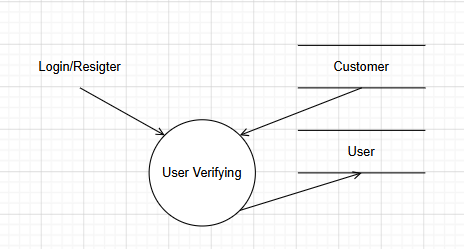 Login/Resigter
Customer
User
User Verifying